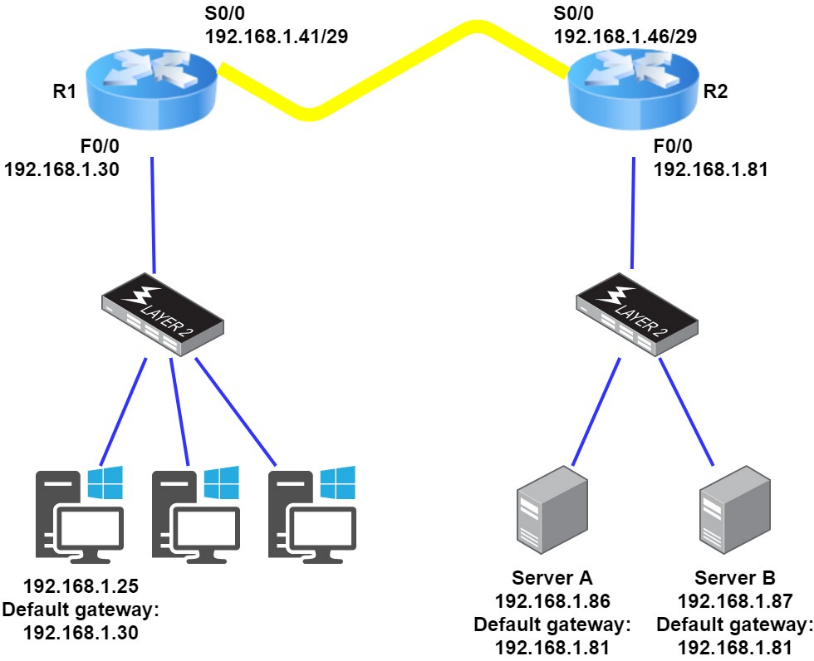 S0/0
192.168.1.41/29
S0/0
192.168.1.46/29
R1
R2
F0/0
192.168.1.30
F0/0
192.168.1.81
LAYER 2
LAYER 2
192.168.1.25
Default gateway:
192.168.1.30
Server A
192.168.1.86
Default gateway:
192.168.1.81
Server B
192.168.1.87
Default gateway:
192.168.1.81